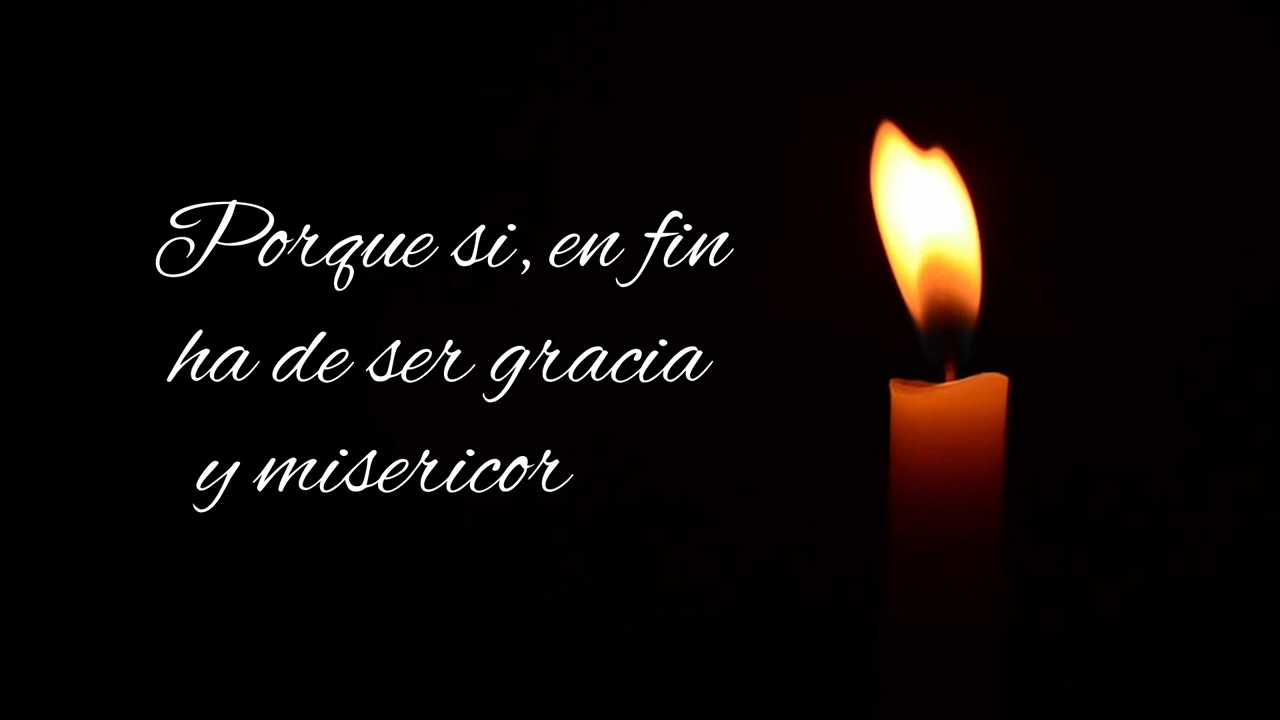 Porque si, en fin
ha de ser gracia
y misericor